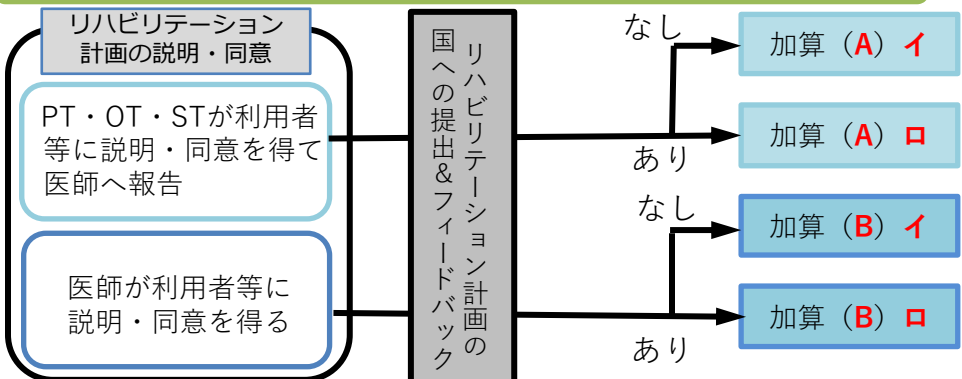 リハビリテーション
計画の説明・同意
PT・OT・STが利用者
等に説明・同意を得て
医師へ報告
医師が利用者等に
説明・同意を得る
リハビリテーション計画の
国への提出&フィードバック
なし
加算（A）イ
あり
加算（A）ロ
なし
加算（B）イ
あり
加算（B）ロ